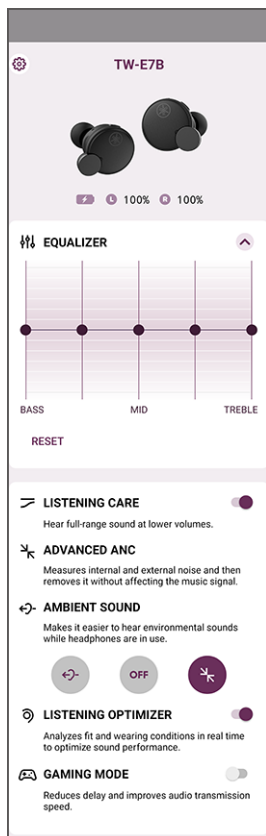 TW-E7B
L 100% R 100%
EQUALIZER
BASS MID TREBLE
RESET
LISTENING CARE
Hear full-range sound at lower volumes.
ADVANCED ANC
Measures internal and external noise and then
removes it without affecting the music signal.
AMBIENT SOUND
Makes it easier to hear environmental sounds
while headphones are in use.
OFF
LISTENING OPTIMIZER
Analyzes fit and wearing conditions in real time
to optimize sound performance.
GAMING MODE
Reduces delay and improves audio transmission
speed.